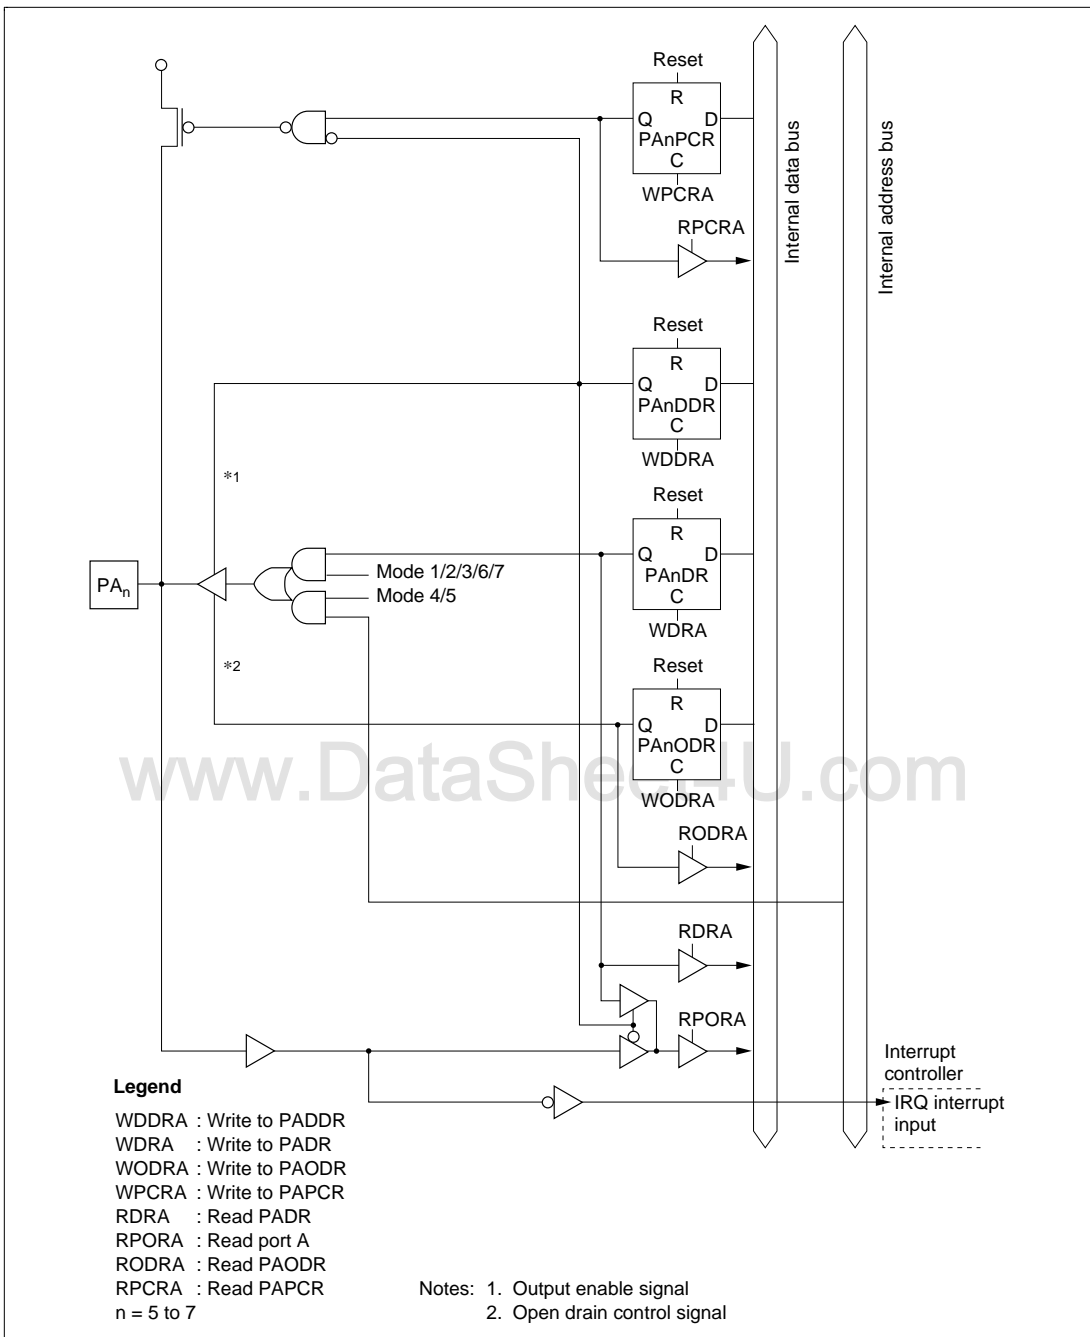 Reset
R
Q D
PAnPCR
C
WPCRA
RPCRA
Internal data bus
Internal address bus
Reset
R
Q D
PAnDDR
C
WDDRA
*1
Reset
R
Q D
PAnDR
C
WDRA
Mode 1/2/3/6/7
Mode 4/5
PAn
*2
Reset
R
Q D
PAnODR
C
WODRA
www.DataSheet4U.com
RODRA
RDRA
RPORA
Interrupt
controller
IRQ interrupt
input
Legend
WDDRA : Write to PADDR
WDRA : Write to PADR
WODRA : Write to PAODR
WPCRA : Write to PAPCR
RDRA : Read PADR
RPORA : Read port A
RODRA : Read PAODR
RPCRA : Read PAPCR
n = 5 to 7
Notes: 1. Output enable signal
2. Open drain control signal